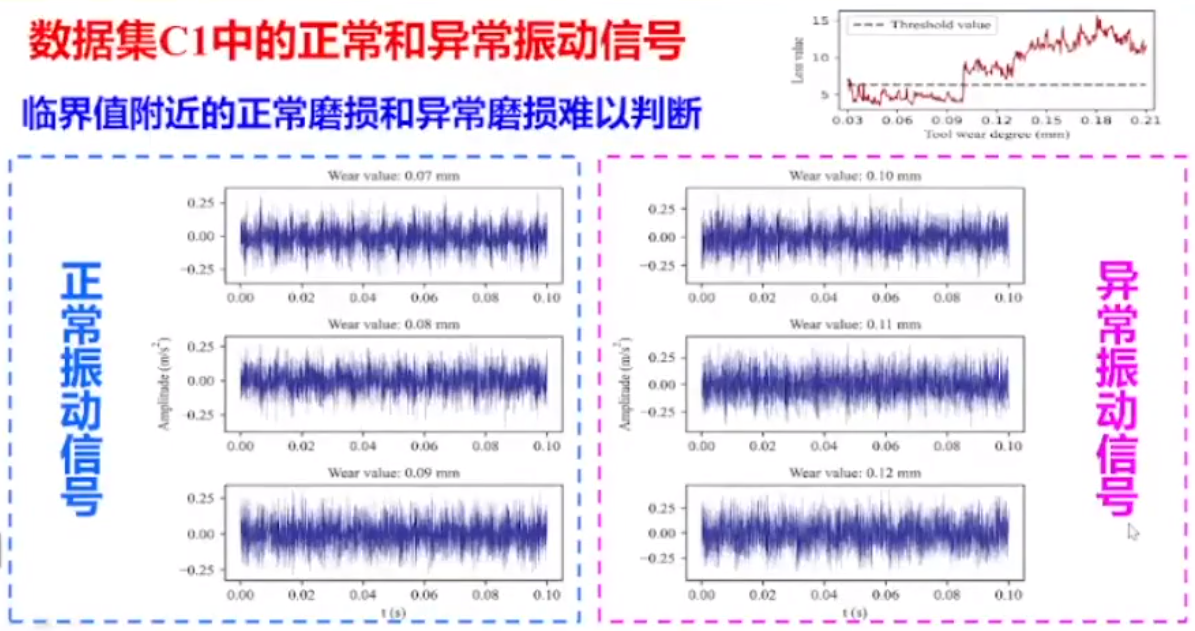 数据集C1中的正常和异常振动信号
临界值附近的正常磨损和异常磨损难以判断
Threshold value
Loss value
15
10
5
0.03 0.06 0.09 0.12 0.15 0.18 0.21
Tool wear degree (mm)
正常振动信号
Amplitude (m/s²)
Wear value: 0.07 mm
0.25
0.00
−0.25
0.00 0.02 0.04 0.06 0.08 0.10
Wear value: 0.08 mm
0.25
0.00
−0.25
0.00 0.02 0.04 0.06 0.08 0.10
Wear value: 0.09 mm
0.25
0.00
−0.25
0.00 0.02 0.04 0.06 0.08 0.10
t (s)
Amplitude (m/s²)
Wear value: 0.10 mm
0.25
0.00
−0.25
0.00 0.02 0.04 0.06 0.08 0.10
Wear value: 0.11 mm
0.25
0.00
−0.25
0.00 0.02 0.04 0.06 0.08 0.10
Wear value: 0.12 mm
0.25
0.00
−0.25
0.00 0.02 0.04 0.06 0.08 0.10
t (s)
异常振动信号